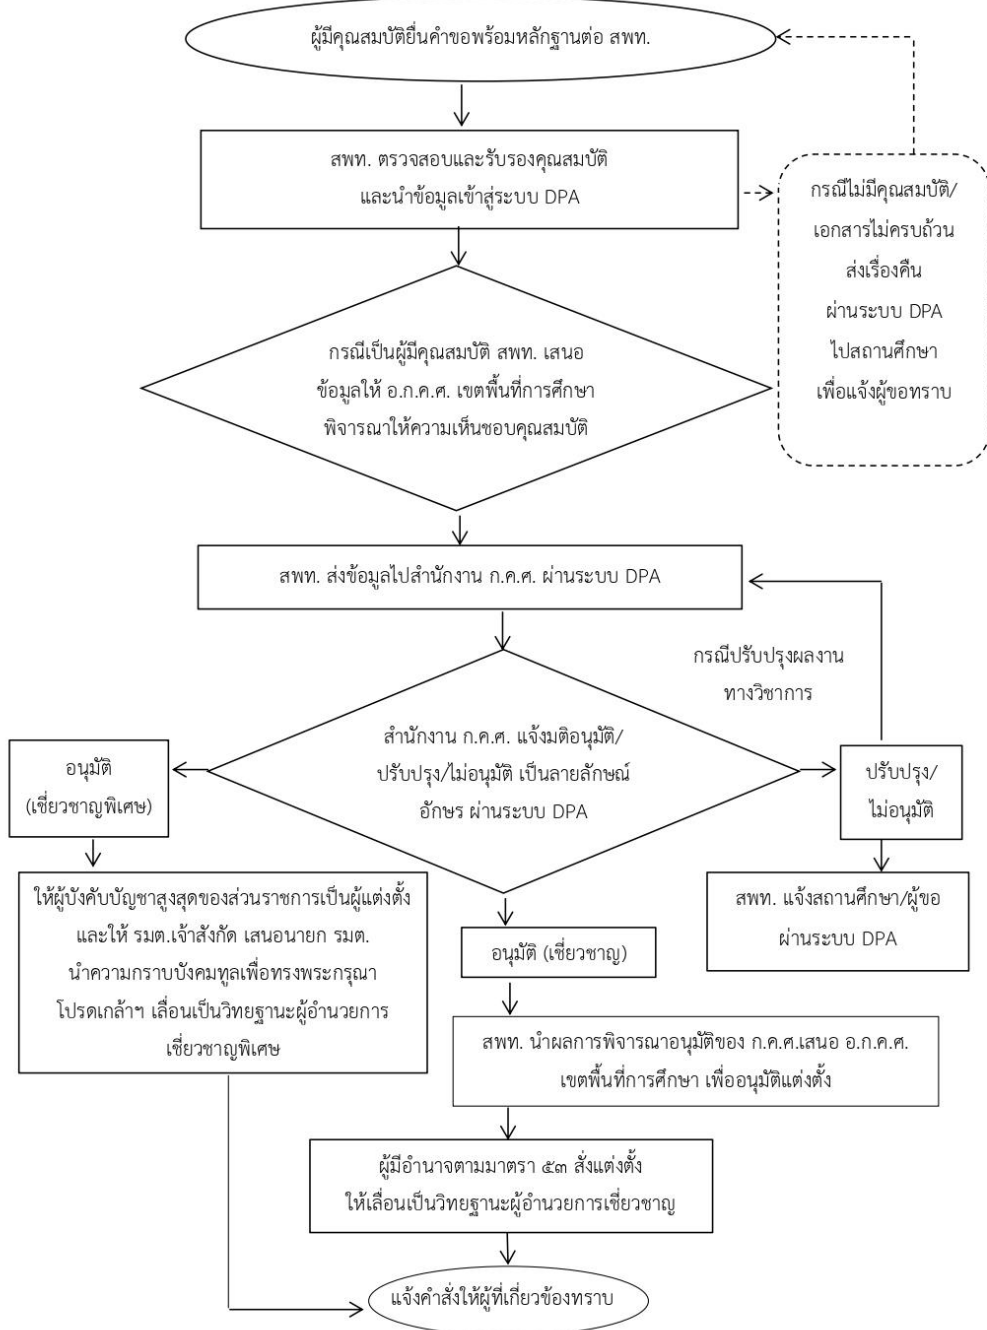 ผู้มีคุณสมบัติยื่นคำขอพร้อมหลักฐานต่อ สพท.
สพท. ตรวจสอบและรับรองคุณสมบัติ
และนำข้อมูลเข้าสู่ระบบ DPA
กรณีไม่มีคุณสมบัติ/
เอกสารไม่ครบถ้วน
ส่งเรื่องคืน
ผ่านระบบ DPA
ไปสถานศึกษา
เพื่อแจ้งผู้ขอทราบ
กรณีเป็นผู้มีคุณสมบัติ สพท. เสนอ
ข้อมูลให้ อ.ก.ค.ศ. เขตพื้นที่การศึกษา
พิจารณาให้ความเห็นชอบคุณสมบัติ
สพท. ส่งข้อมูลไปสำนักงาน ก.ค.ศ. ผ่านระบบ DPA
กรณีปรับปรุงผลงาน
ทางวิชาการ
สำนักงาน ก.ค.ศ. แจ้งมติอนุมัติ/
ปรับปรุง/ไม่อนุมัติ เป็นลายลักษณ์
อักษร ผ่านระบบ DPA
อนุมัติ
(เชี่ยวชาญพิเศษ)
ปรับปรุง/
ไม่อนุมัติ
ให้ผู้บังคับบัญชาสูงสุดของส่วนราชการเป็นผู้แต่งตั้ง
และให้ รมต.เจ้าสังกัด เสนอนายก รมต.
นำความกราบบังคมทูลเพื่อทรงพระกรุณา
โปรดเกล้าฯ เลื่อนเป็นวิทยฐานะผู้อำนวยการ
เชี่ยวชาญพิเศษ
สพท. แจ้งสถานศึกษา/ผู้ขอ
ผ่านระบบ DPA
อนุมัติ (เชี่ยวชาญ)
สพท. นำผลการพิจารณาอนุมัติของ ก.ค.ศ.เสนอ อ.ก.ค.ศ.
เขตพื้นที่การศึกษา เพื่ออนุมัติแต่งตั้ง
ผู้มีอำนาจตามมาตรา ๕๓ สั่งแต่งตั้ง
ให้เลื่อนเป็นวิทยฐานะผู้อำนวยการเชี่ยวชาญ
แจ้งคำสั่งให้ผู้ที่เกี่ยวข้องทราบ